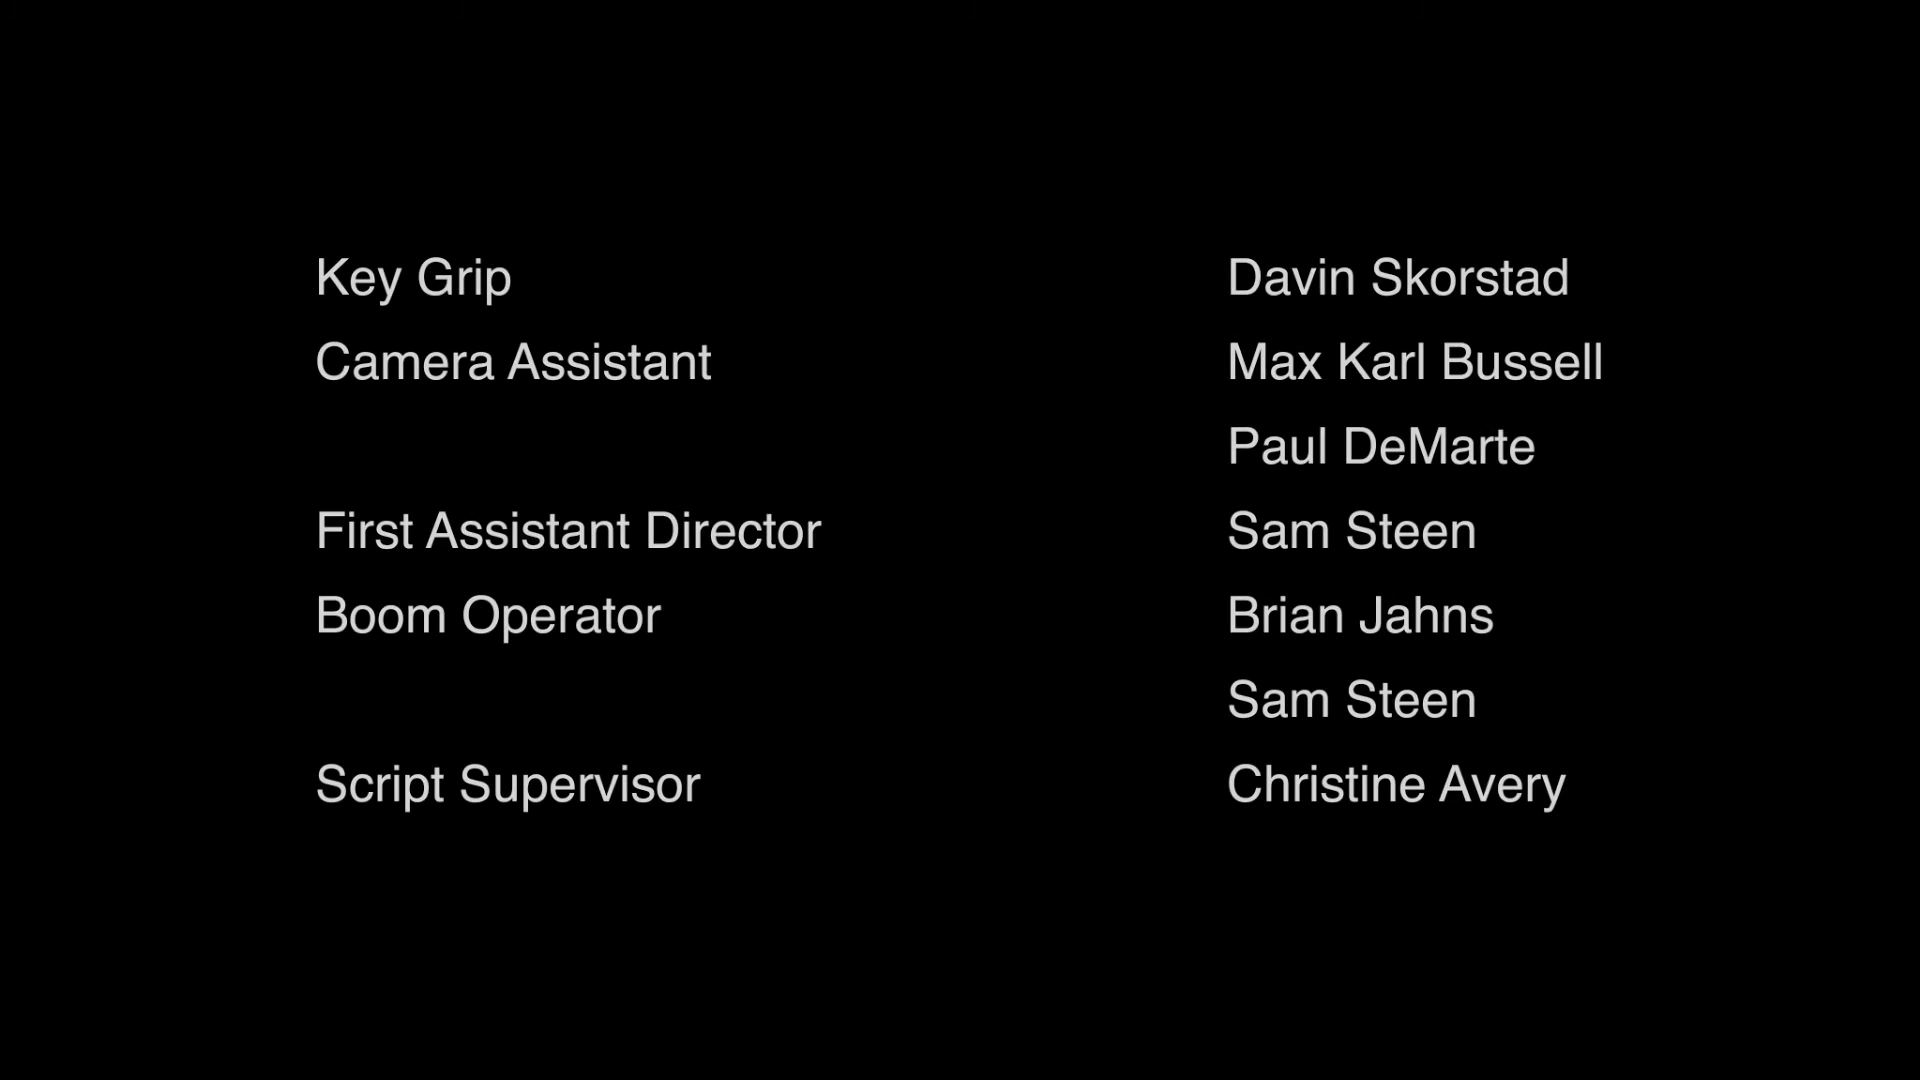 Key Grip Davin Skorstad
Camera Assistant Max Karl Bussell
Paul DeMarte
First Assistant Director Sam Steen
Boom Operator Brian Jahns
Sam Steen
Script Supervisor Christine Avery